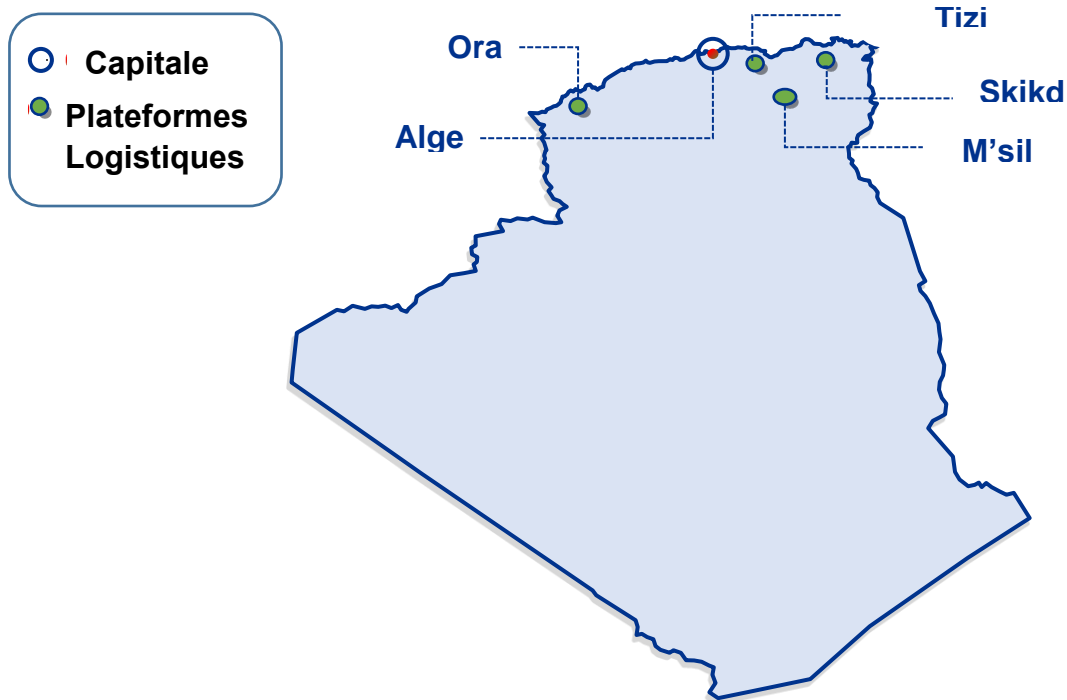 Capitale
Plateformes
Logistiques
Ora
Tizi
Alge
Skikd
M'sil